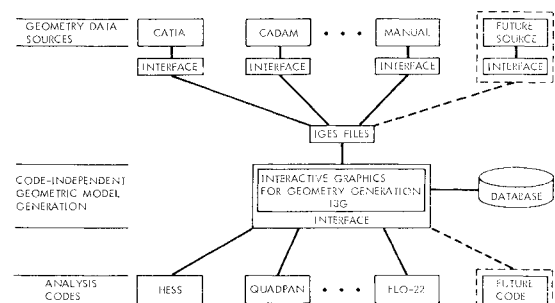 GEOMETRY DATA
SOURCES
CATIA
CADAM
MANUAL
FUTURE
SOURCE
INTERFACE
INTERFACE
INTERFACE
INTERFACE
IGES FILES
CODE-INDEPENDENT
GEOMETRIC MODEL
GENERATION
INTERACTIVE GRAPHICS
FOR GEOMETRY GENERATION
I3G
INTERFACE
DATABASE
ANALYSIS
CODES
HESS
QUADPAN
FLO-22
FUTURE
CODE